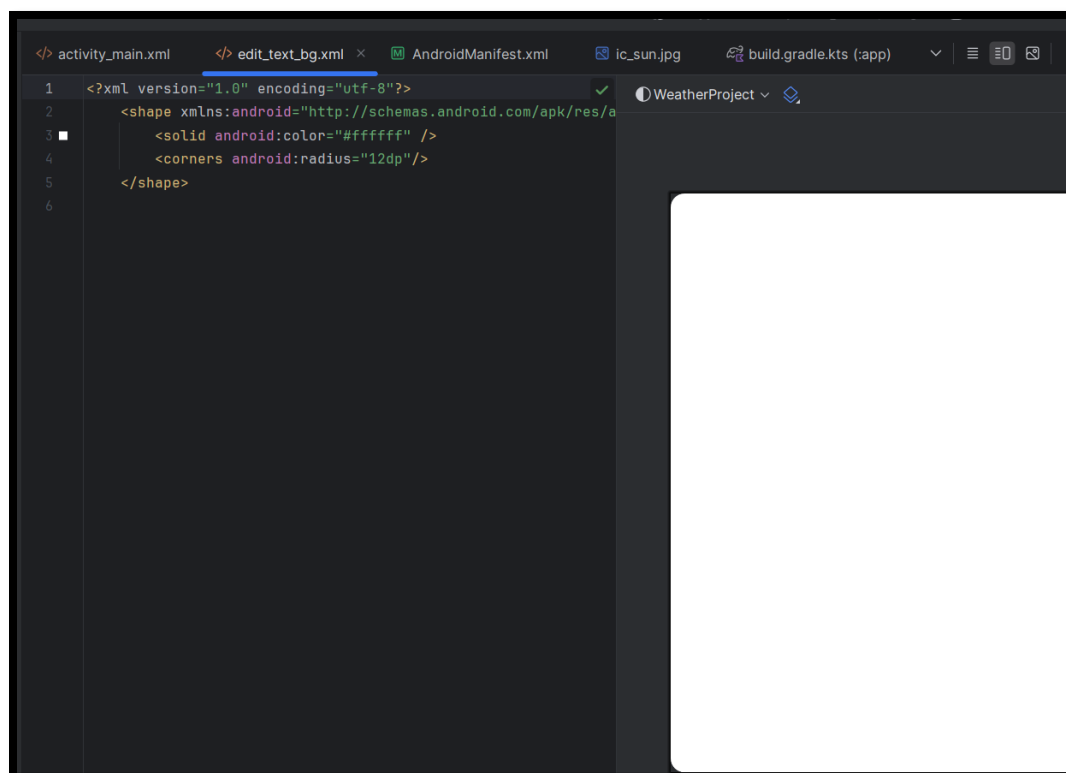 activity_main.xml edit_text_bg.xml AndroidManifest.xml ic_sun.jpg build.gradle.kts (:app)
WeatherProject
1 <?xml version="1.0" encoding="utf-8"?>
2 <shape xmlns:android="http://schemas.android.com/apk/res/a
3 <solid android:color="#ffffff" />
4 <corners android:radius="12dp"/>
5 </shape>
6